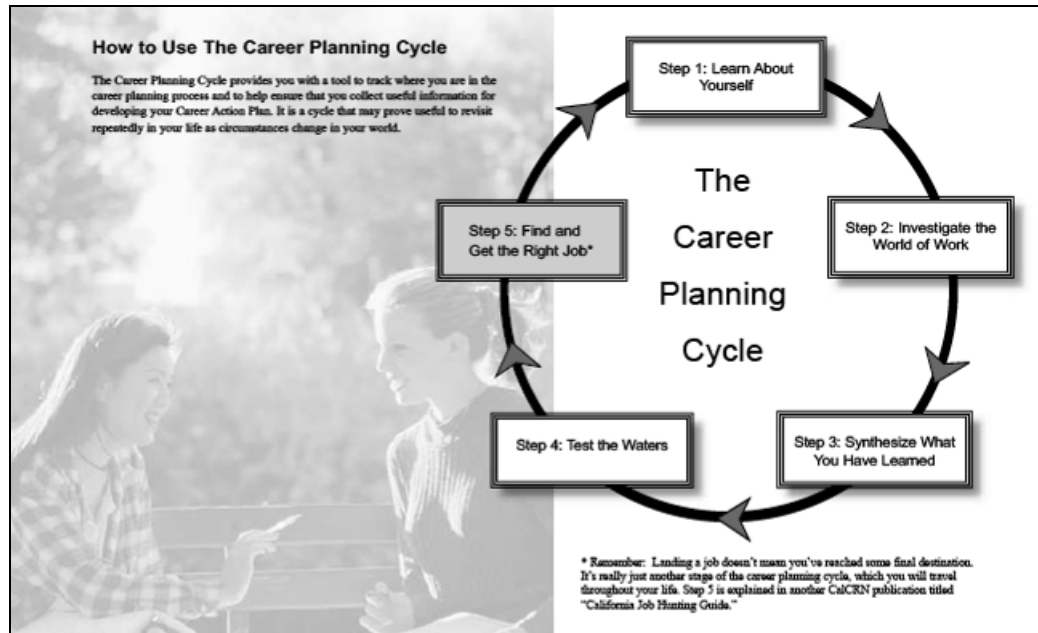 How to Use The Career Planning Cycle
The Career Planning Cycle provides you with a tool to track where you are in the
career planning process and to help ensure that you collect useful information for
developing your Career Action Plan. It is a cycle that may prove useful to revisit
repeatedly in your life as circumstances change in your world.
Step 1: Learn About
Yourself
Step 2: Investigate the
World of Work
Step 3: Synthesize What
You Have Learned
Step 4: Test the Waters
Step 5: Find and
Get the Right Job*
The
Career
Planning
Cycle
* Remember: Landing a job doesn't mean you've reached some final destination.
It's really just another stage of the career planning cycle, which you will travel
throughout your life. Step 5 is explained in another CalCRN publication titled
"California Job Hunting Guide."